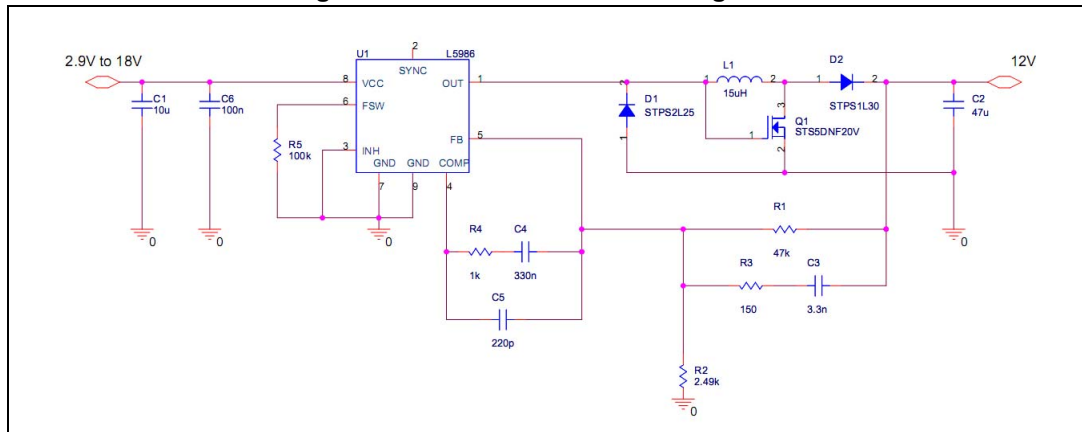 2.9V to 18V
C1
10u
C6
100n
R5
100k
U1
L5986
2
SYNC
8
VCC
OUT
1
6
FSW
FB
5
3
INH
GND
GND
COMP
7
9
4
0
0
0
R4
1k
C4
330n
C5
220p
2
D1
STPS2L25
1
1
L1
2
15uH
3
1
Q1
STS5DNF20V
2
1
D2
2
STPS1L30
12V
C2
47u
0
R1
47k
R3
150
C3
3.3n
R2
2.49k
0